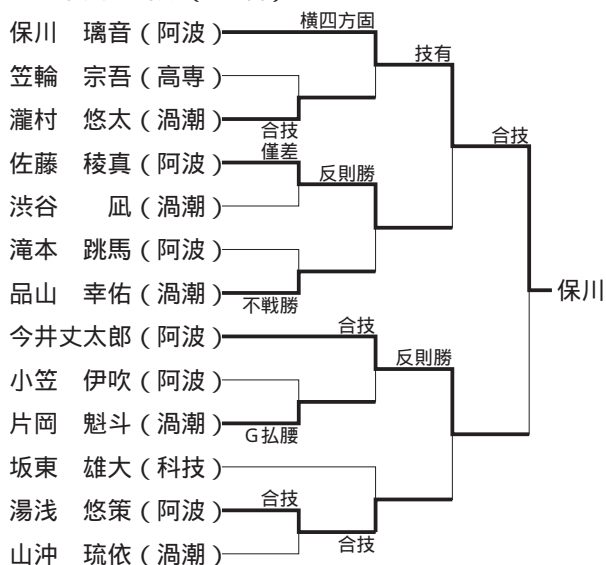 横四方固
保川　璃音(阿波)
技有
笠輪　宗吾(高専)
瀧村　悠太(渦潮)
合技
合技
僅差
佐藤　稜真(阿波)
反則勝
渋谷　　凪(渦潮)
滝本　跳馬(阿波)
品山　幸佑(渦潮)
保川
不戦勝
合技
今井丈太郎(阿波)
反則勝
小笠　伊吹(阿波)
片岡　魁斗(渦潮)
G払腰
坂東　雄大(科技)
合技
湯浅　悠策(阿波)
合技
山沖　琉依(渦潮)